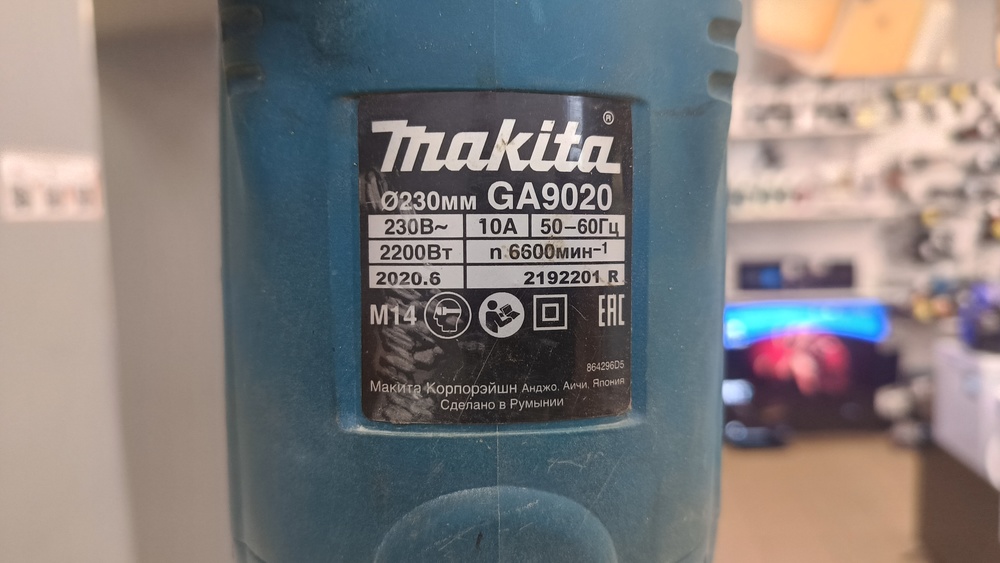 makita®
Ø230мм GA9020
230В~ 10А 50–60Гц
2200Вт n 6600мин⁻¹
2020.6 2192201 R
M14 EAC
864296D5
Макита Корпорэйшн Анджо, Аичи, Япония
Сделано в Румынии